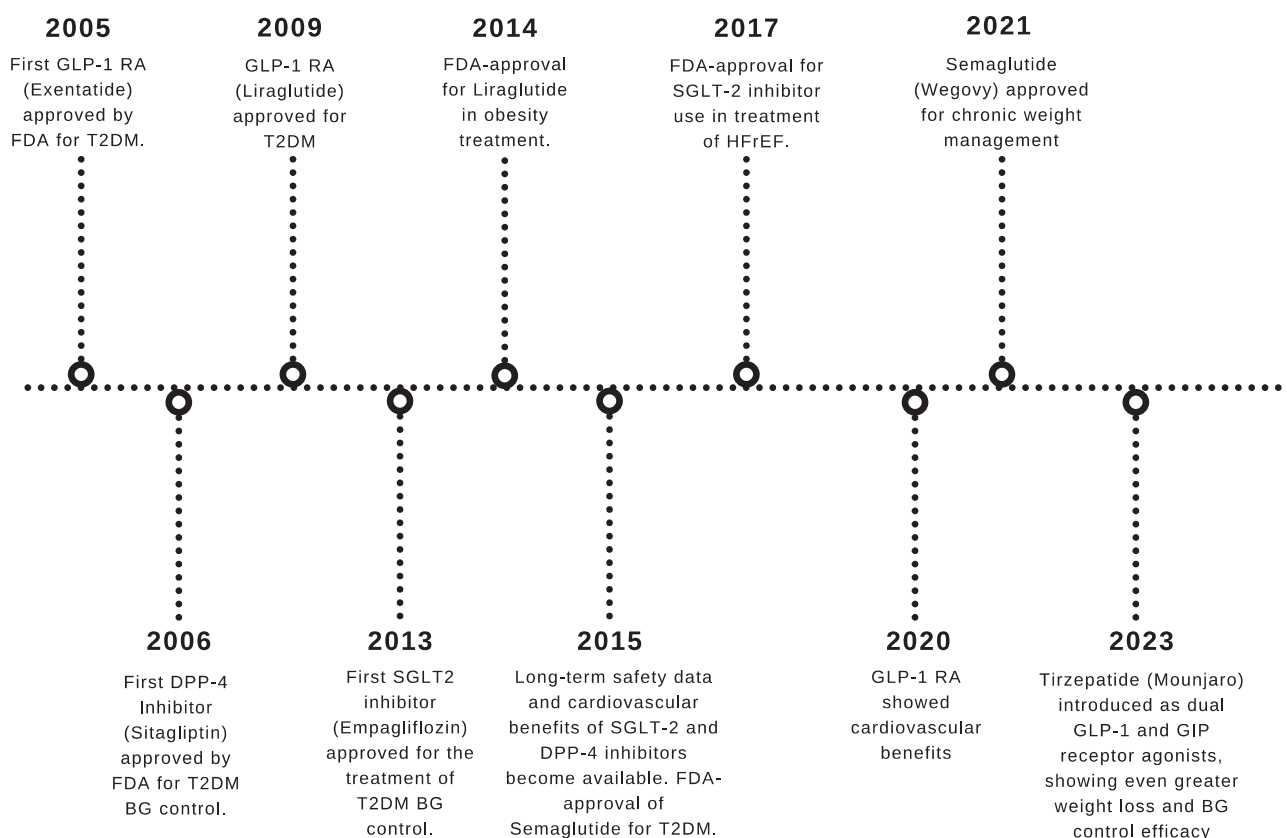 2005
First GLP-1 RA
(Exentatide)
approved by
FDA for T2DM.
2009
GLP-1 RA
(Liraglutide)
approved for
T2DM
2014
FDA-approval
for Liraglutide
in obesity
treatment.
2017
FDA-approval for
SGLT-2 inhibitor
use in treatment
of HFrEF.
2021
Semaglutide
(Wegovy) approved
for chronic weight
management
2006
First DPP-4
Inhibitor
(Sitagliptin)
approved by
FDA for T2DM
BG control.
2013
First SGLT2
inhibitor
(Empagliflozin)
approved for the
treatment of
T2DM BG
control.
2015
Long-term safety data
and cardiovascular
benefits of SGLT-2 and
DPP-4 inhibitors
become available. FDA-
approval of
Semaglutide for T2DM.
2020
GLP-1 RA
showed
cardiovascular
benefits
2023
Tirzepatide (Mounjaro)
introduced as dual
GLP-1 and GIP
receptor agonists,
showing even greater
weight loss and BG
control efficacy